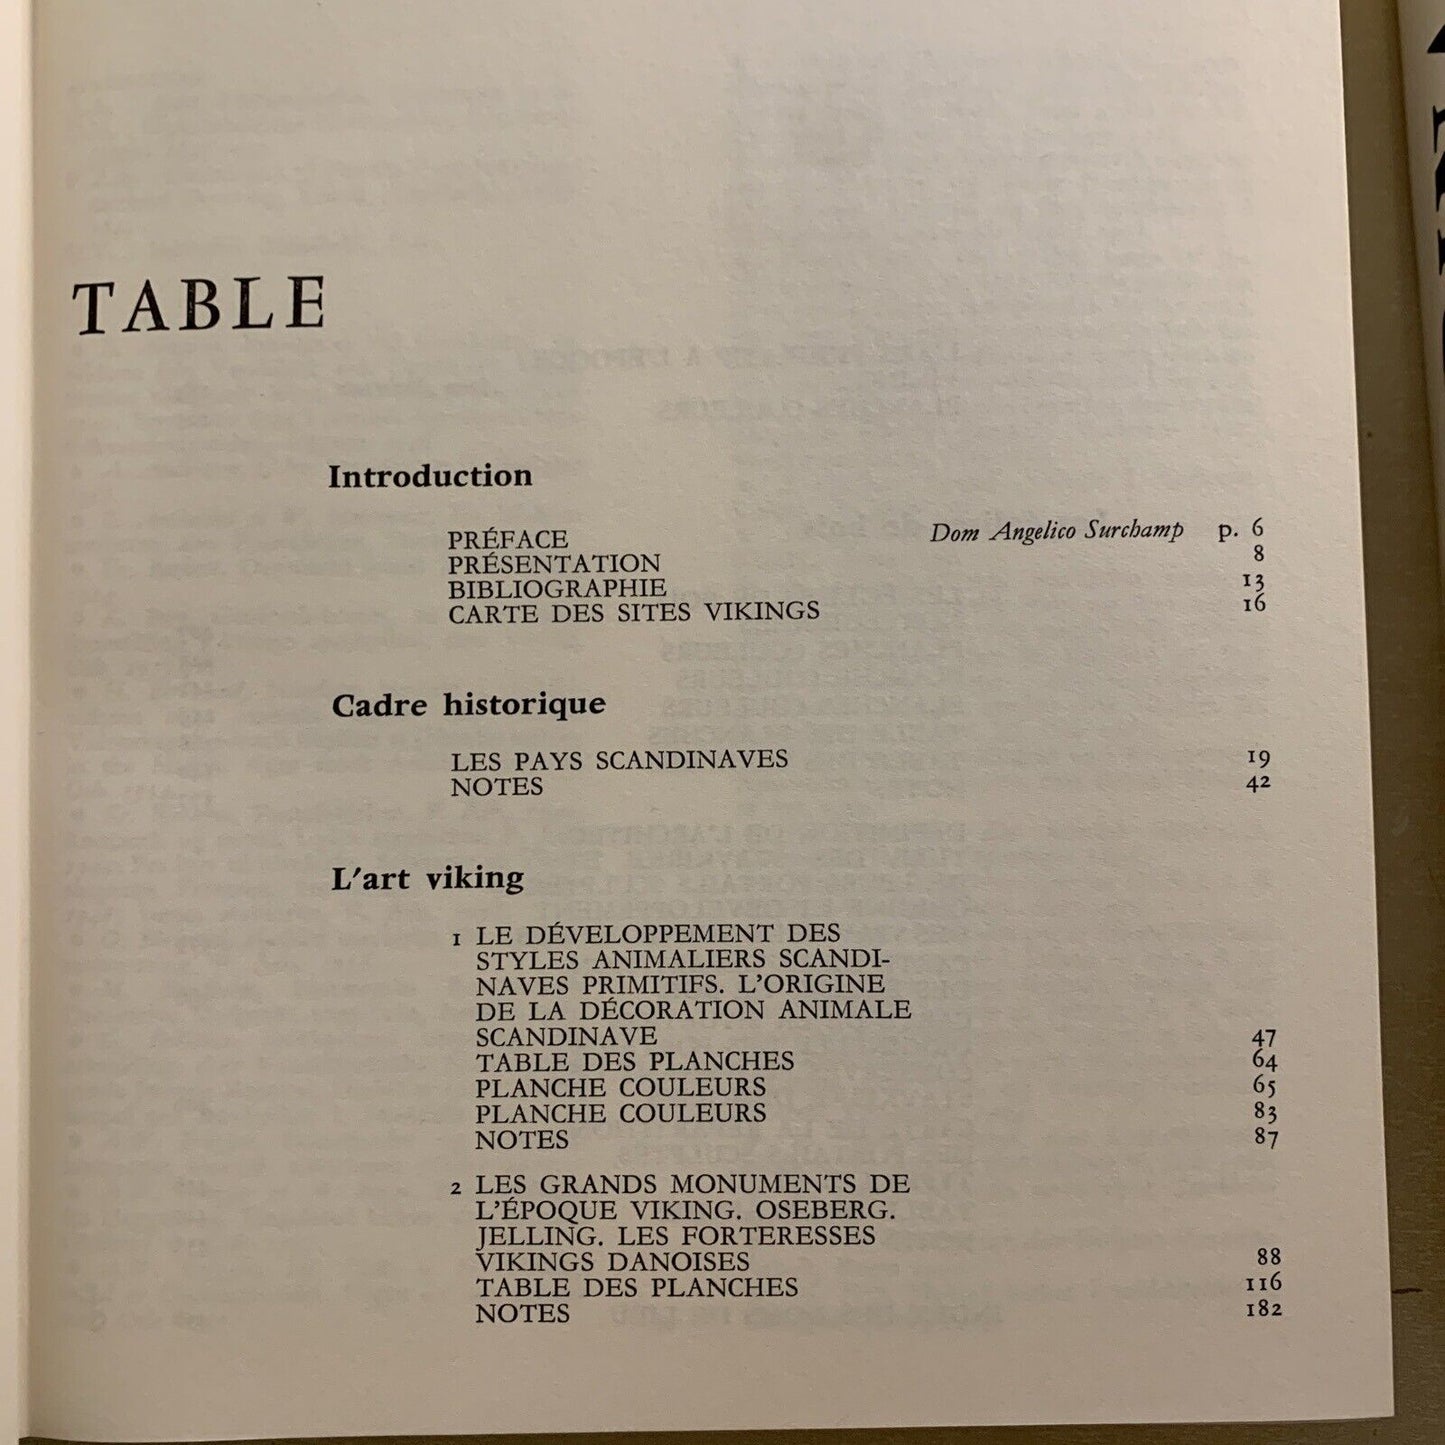 TABLE
Introduction
PRÉFACE Dom Angelico Surchamp p. 6
PRÉSENTATION 8
BIBLIOGRAPHIE 13
CARTE DES SITES VIKINGS 16
Cadre historique
LES PAYS SCANDINAVES 19
NOTES 42
L'art viking
1 LE DÉVELOPPEMENT DES
STYLES ANIMALIERS SCANDI-
NAVES PRIMITIFS. L'ORIGINE
DE LA DÉCORATION ANIMALE
SCANDINAVE 47
TABLE DES PLANCHES 64
PLANCHE COULEURS 65
PLANCHE COULEURS 83
NOTES 87
2 LES GRANDS MONUMENTS DE
L'ÉPOQUE VIKING. OSEBERG.
JELLING. LES FORTERESSES
VIKINGS DANOISES 88
TABLE DES PLANCHES 116
NOTES 182